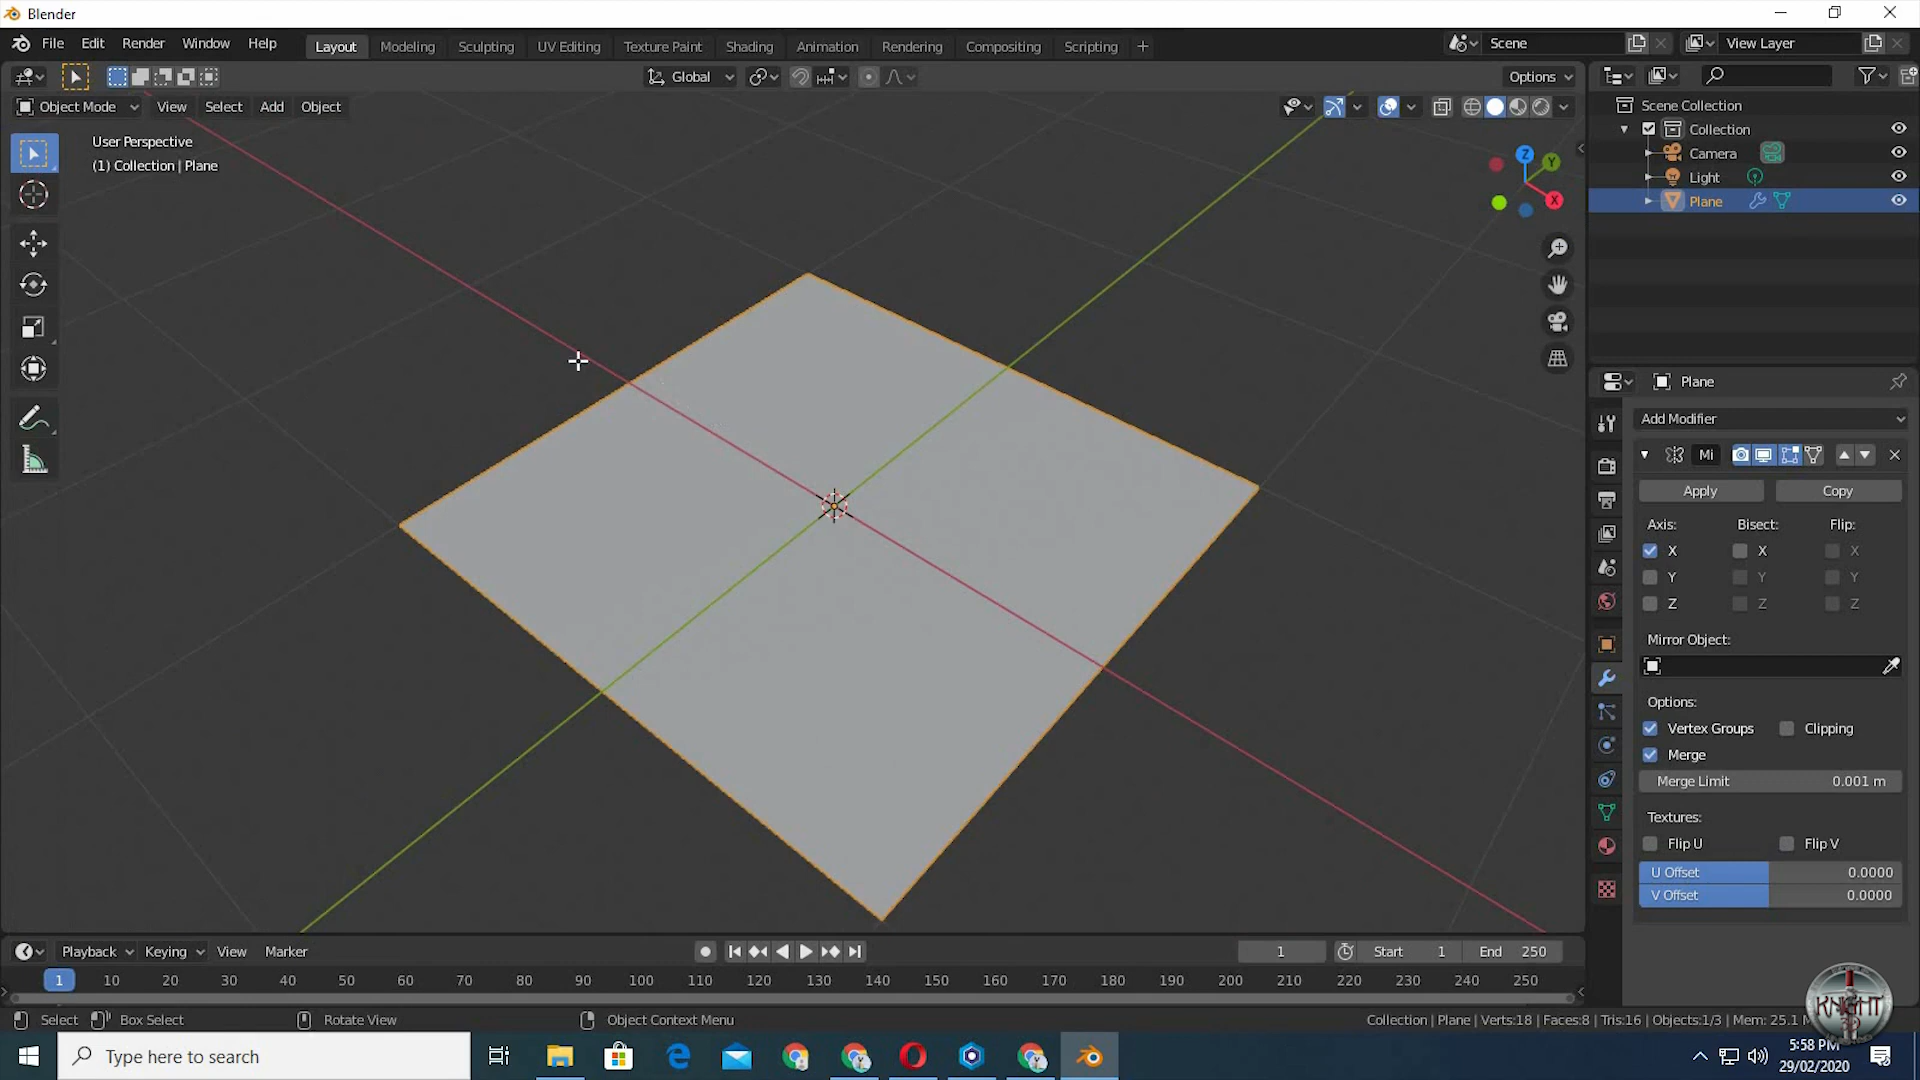 Blender
File Edit Render Window Help Layout Modeling Sculpting UV Editing Texture Paint Shading Animation Rendering Compositing Scripting + Scene View Layer
Global Options
Object Mode View Select Add Object
User Perspective
(1) Collection | Plane
Z Y X
Scene Collection
Collection
Camera
Light
Plane
Plane
Add Modifier
Mi
Apply Copy
Axis: Bisect: Flip:
X X X
Y Y Y
Z Z Z
Mirror Object:
Options:
Vertex Groups Clipping
Merge
Merge Limit 0.001 m
Textures:
Flip U Flip V
U Offset 0.0000
V Offset 0.0000
Playback Keying View Marker 1 Start 1 End 250
1 10 20 30 40 50 60 70 80 90 100 110 120 130 140 150 160 170 180 190 200 210 220 230 240 250
Select Box Select Rotate View Object Context Menu Collection | Plane | Verts:18 | Faces:8 | Tris:16 | Objects:1/3 | Mem: 25.1 M
KNIGHT
3D
Type here to search
5:58 PM
29/02/2020